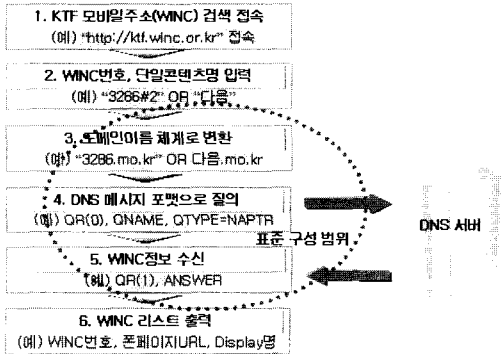 1. KTF 모바일주소(WINC) 검색 접속
(예) "http://ktf.winc.or.kr" 접속
2. WINC번호, 단일콘텐츠명 입력
(예) "3286#2" OR "다음"
3. 도메인이름 체계로 변환
(예) "3286.mo.kr" OR 다음.mo.kr
4. DNS 메시지 포맷으로 질의
(예) QR(0), QNAME, QTYPE=NAPTR
표준 구성 범위
DNS 서버
5. WINC정보 수신
(예) QR(1), ANSWER
6. WINC 리스트 출력
(예) WINC번호, 폰페이지URL, Display명